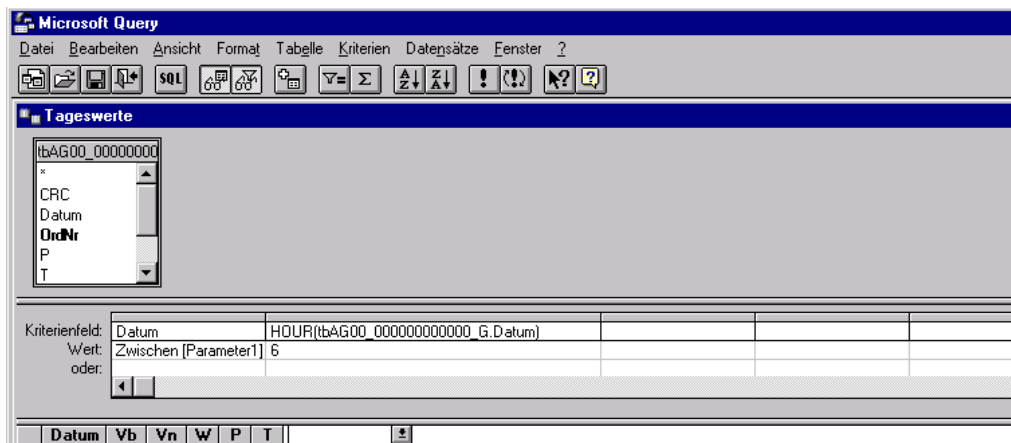 Microsoft Query
Datei Bearbeiten Ansicht Format Tabelle Kriterien Datensätze Fenster ?
SQL
Tageswerte
tbAG00_00000000
*
CRC
Datum
OrdNr
P
T
Kriterienfeld: Datum HOUR(tbAG00_000000000000_G.Datum)
Wert: Zwischen [Parameter1] 6
oder:
Datum Vb Vn W P T